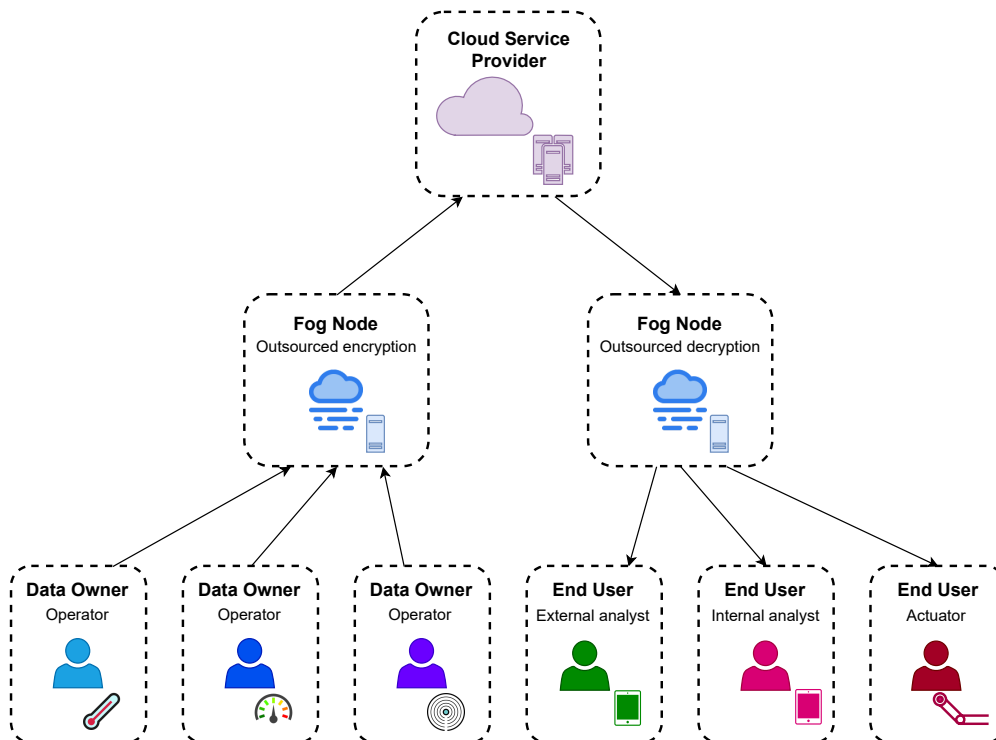 Cloud Service
Provider
Fog Node
Outsourced encryption
Fog Node
Outsourced decryption
Data Owner
Operator
Data Owner
Operator
Data Owner
Operator
End User
External analyst
End User
Internal analyst
End User
Actuator